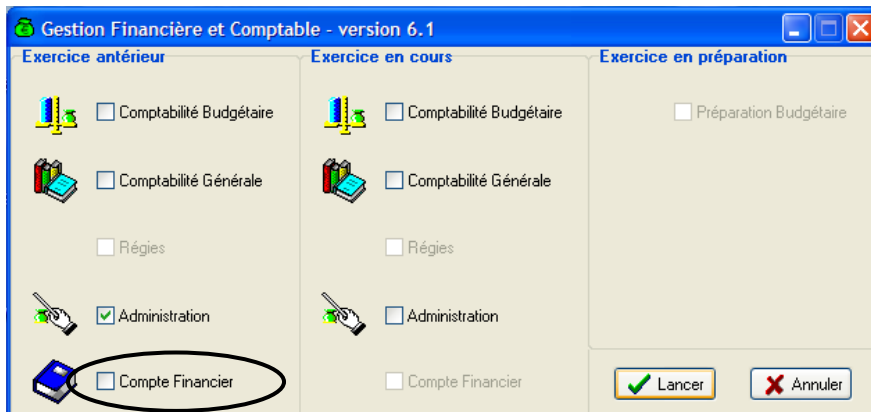 Gestion Financière et Comptable - version 6.1
Exercice antérieur
Comptabilité Budgétaire
Comptabilité Générale
Régies
Administration
Compte Financier
Exercice en cours
Comptabilité Budgétaire
Comptabilité Générale
Régies
Administration
Compte Financier
Exercice en préparation
Préparation Budgétaire
Lancer
Annuler